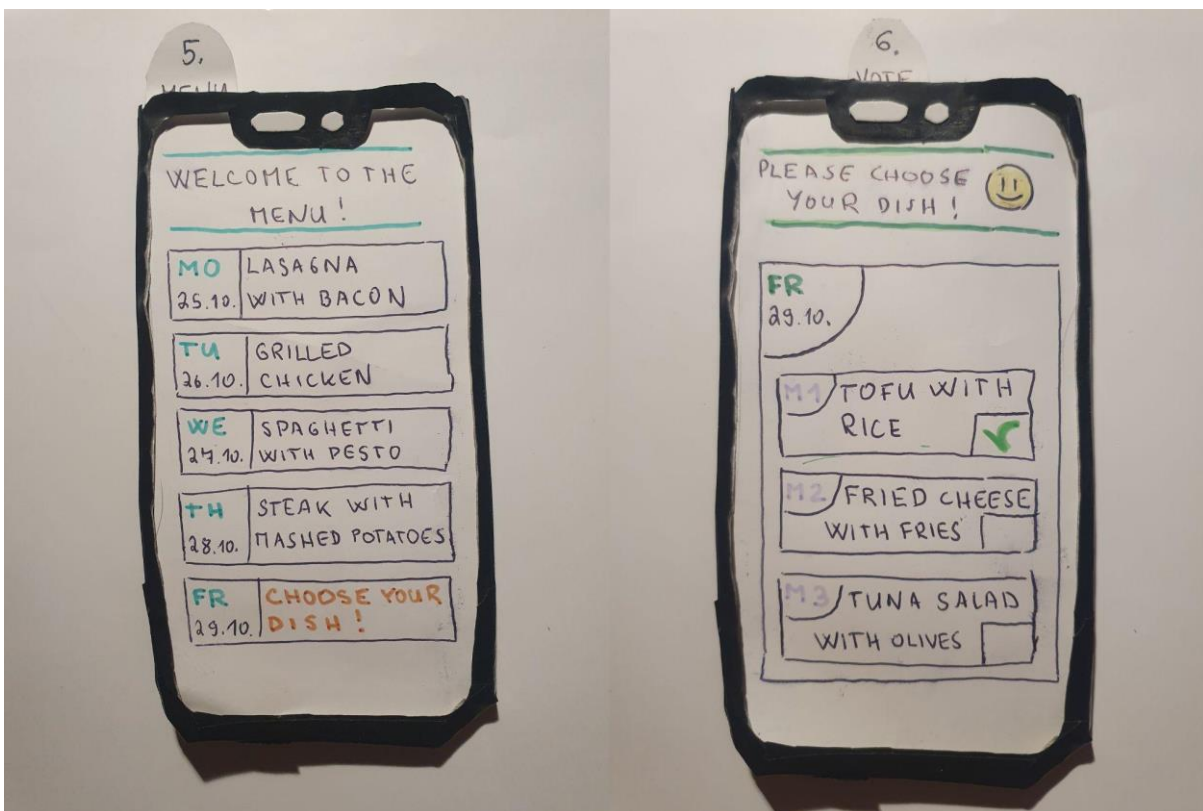 5.
MENU
WELCOME TO THE
MENU!
MO
25.10.
LASAGNA
WITH BACON
TU
26.10.
GRILLED
CHICKEN
WE
27.10.
SPAGHETTI
WITH PESTO
TH
28.10.
STEAK WITH
MASHED POTATOES
FR
29.10.
CHOOSE YOUR
DISH!
6.
VOTE
PLEASE CHOOSE
YOUR DISH!
FR
29.10.
M1 TOFU WITH
RICE
M2 FRIED CHEESE
WITH FRIES
M3 TUNA SALAD
WITH OLIVES